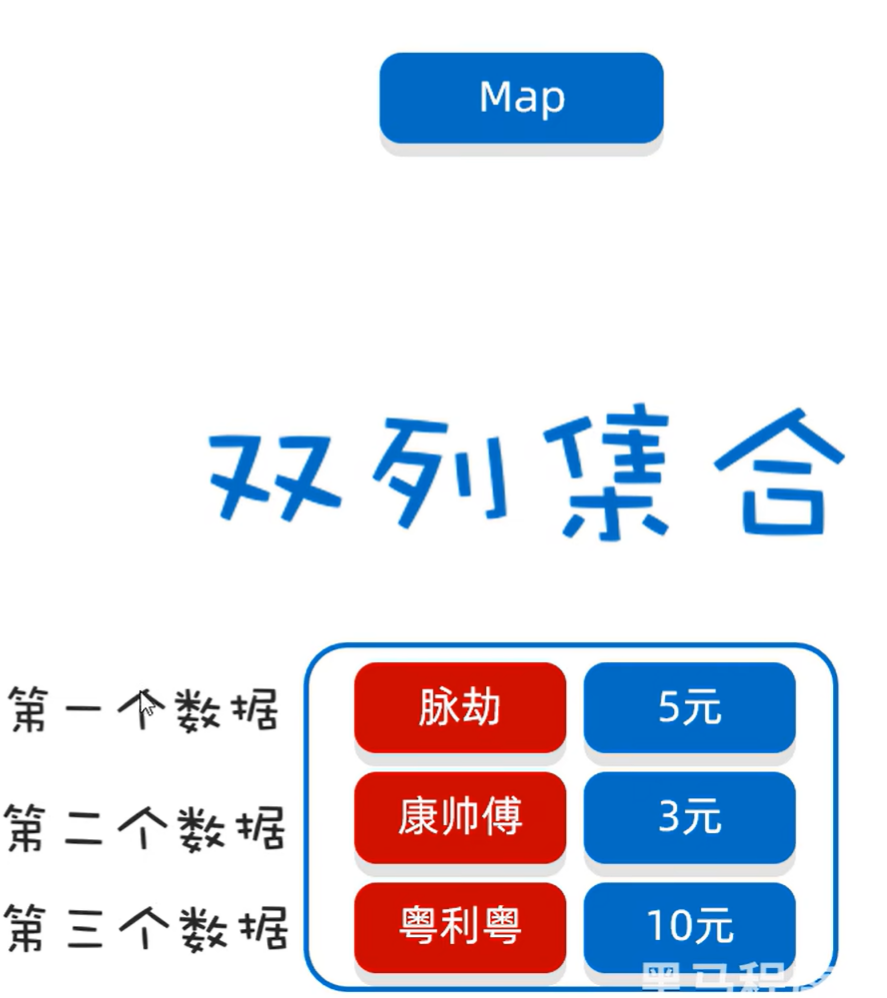 Map
双列集合
第一个数据 脉劫 5元
第二个数据 康帅傅 3元
第三个数据 粤利粤 10元
黑马程